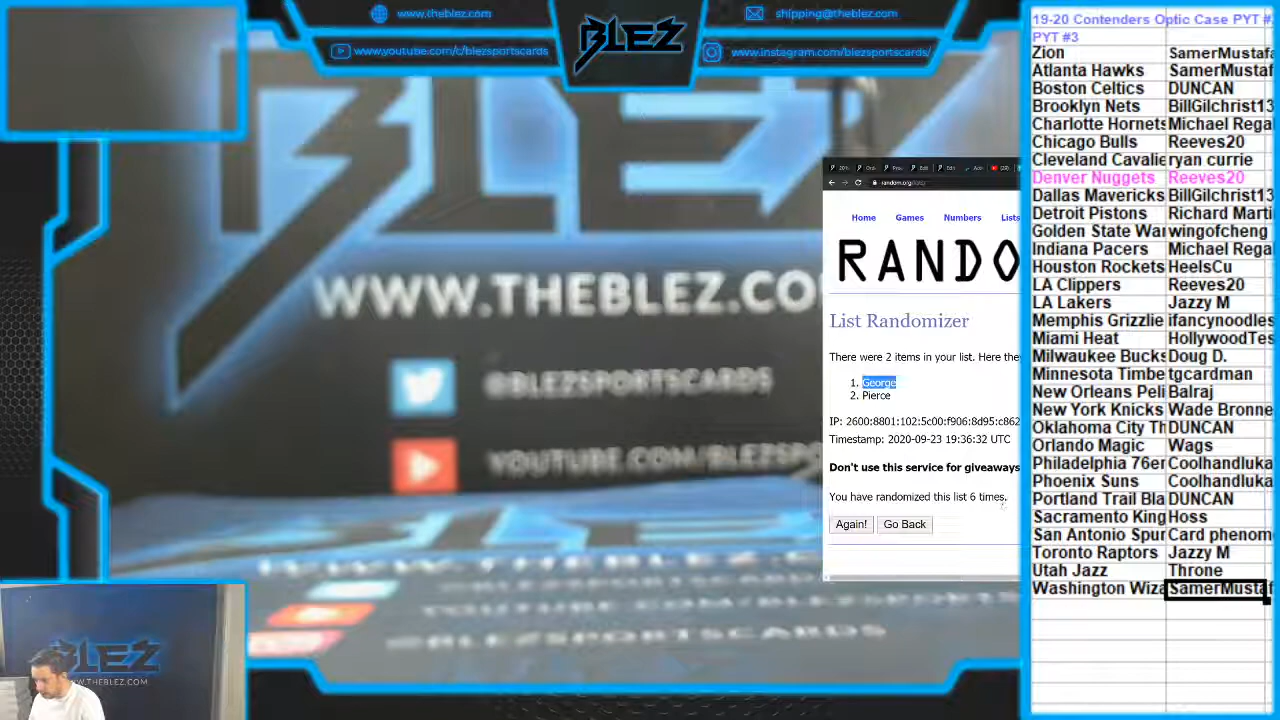 www.theblez.com
www.youtube.com/c/blezsportscards
BLEZ
shipping@theblez.com
www.instagram.com/blezsportscards/
BLEZ
WWW.THEBLEZ.CO
@BLEZSPORTSCARDS
YOUTUBE.COM/BLEZSPO
Home Games Numbers Lists
RANDO
List Randomizer
There were 2 items in your list. Here the
1. George
2. Pierce
IP: 2600:8801:102:5c00:f906:8d95:c862
Timestamp: 2020-09-23 19:36:32 UTC
Don't use this service for giveaways
You have randomized this list 6 times.
Again! Go Back
19-20 Contenders Optic Case PYT #
PYT #3
Zion SamerMustafa
Atlanta Hawks SamerMustaf
Boston Celtics DUNCAN
Brooklyn Nets BillGilchrist13
Charlotte Hornets Michael Rega
Chicago Bulls Reeves20
Cleveland Cavalie ryan currie
Denver Nuggets Reeves20
Dallas Mavericks BillGilchrist13
Detroit Pistons Richard Marti
Golden State War wingofcheng
Indiana Pacers Michael Rega
Houston Rockets HeelsCu
LA Clippers Reeves20
LA Lakers Jazzy M
Memphis Grizzlie ifancynoodles
Miami Heat HollywoodTes
Milwaukee Bucks Doug D.
Minnesota Timbe tgcardman
New Orleans Peli Balraj
New York Knicks Wade Bronne
Oklahoma City Th DUNCAN
Orlando Magic Wags
Philadelphia 76er Coolhandluka
Phoenix Suns Coolhandluka
Portland Trail Bla DUNCAN
Sacramento King Hoss
San Antonio Spur Card phenom
Toronto Raptors Jazzy M
Utah Jazz Throne
Washington Wiza SamerMustaf
WWW.THEBLEZ.C
@BLEZSPORTSCARDS
BLEZ
WW.THEBLEZ.COM